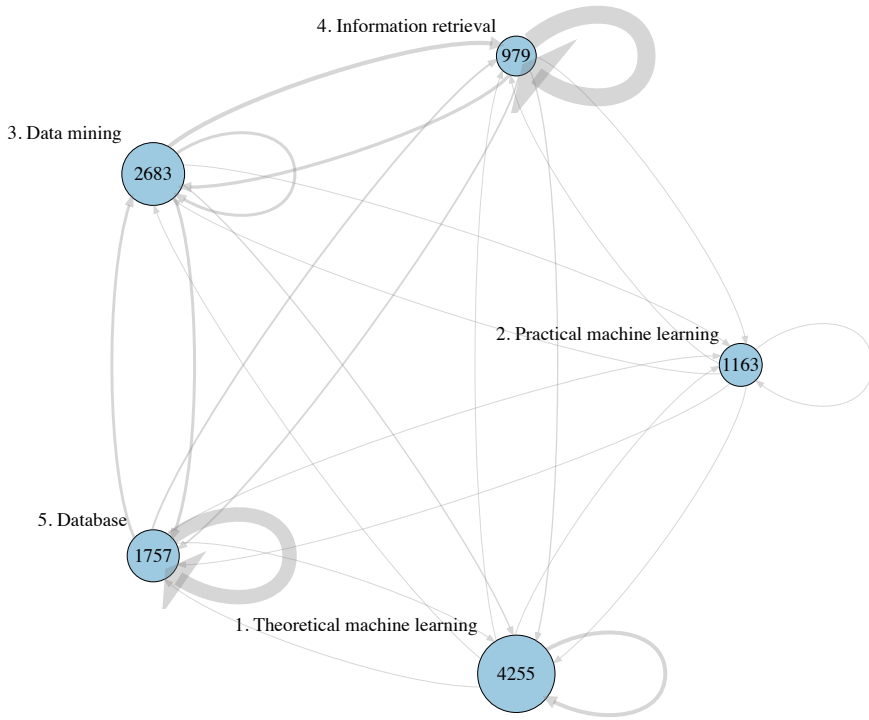 4. Information retrieval
979
3. Data mining
2683
2. Practical machine learning
1163
5. Database
1757
1. Theoretical machine learning
4255